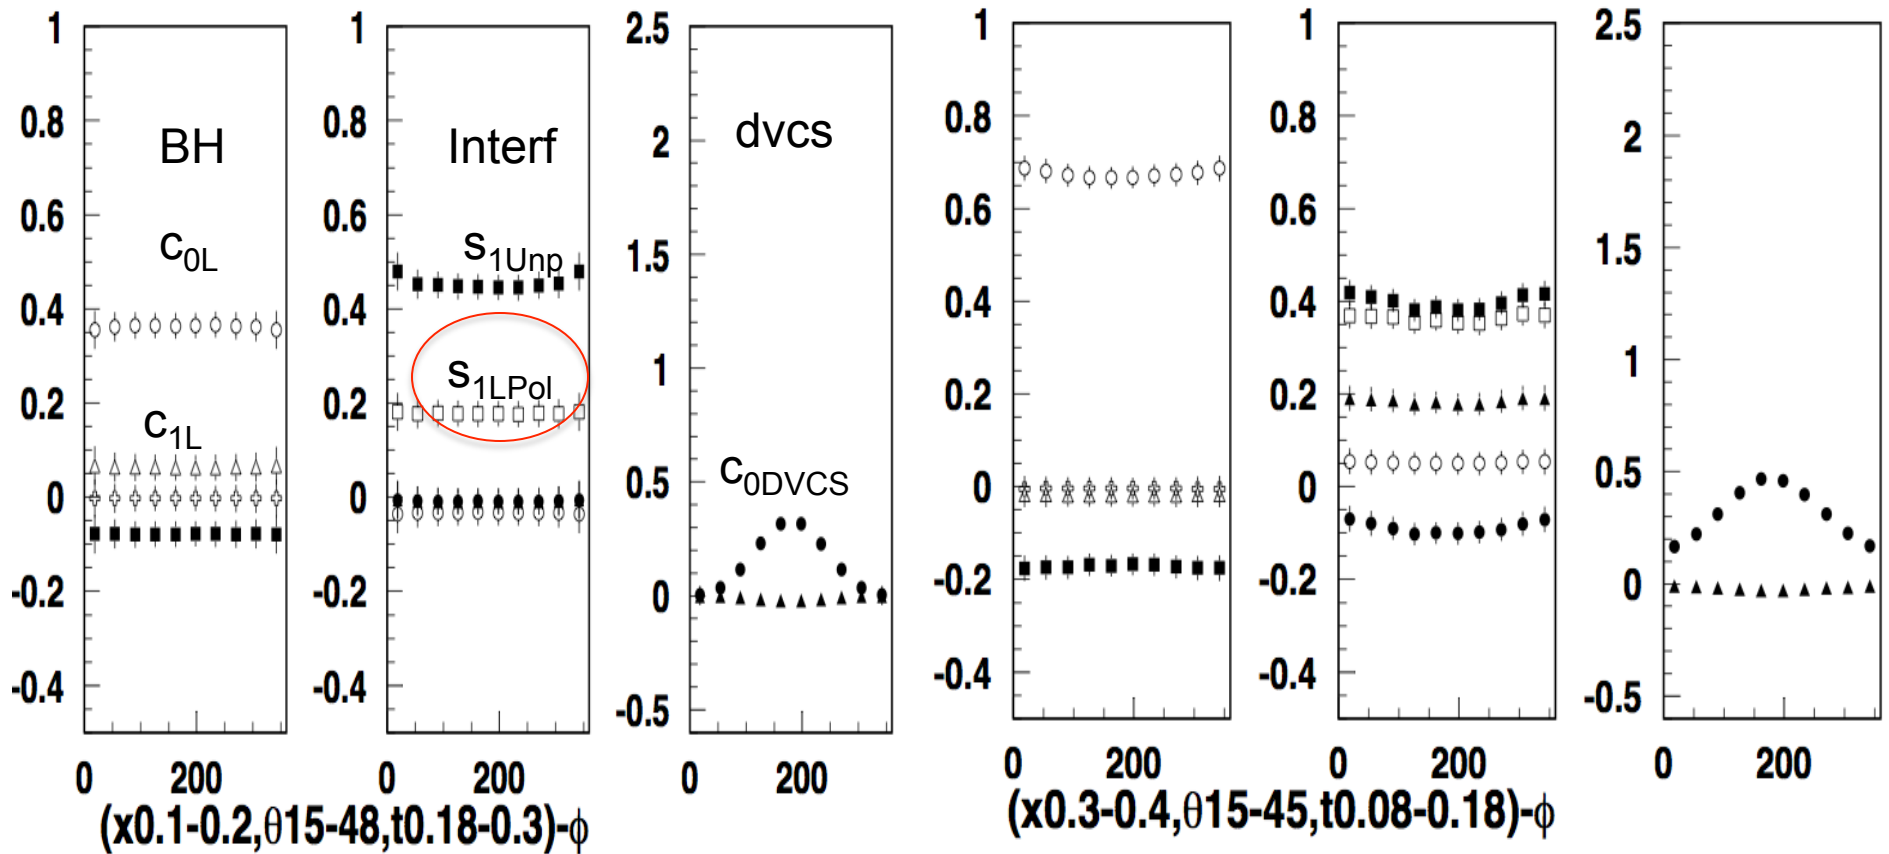 1 1 2.5 1 1 2.5
0.8 0.8 2 0.8 0.8 2
BH Interf dvcs
0.6 0.6 1.5 0.6 0.6 1.5
c0L s1Unp
0.4 0.4 1 0.4 0.4 1
s1LPol
0.2 0.2 0.5 0.2 0.2 0.5
c1L c0DVCS
0 0 0 0 0 0
-0.2 -0.2 -0.5 -0.2 -0.2 -0.5
-0.4 -0.4 -0.4 -0.4
0 200 0 200 0 200 0 200 0 200 0 200
(x0.1-0.2,θ15-48,t0.18-0.3)-ϕ (x0.3-0.4,θ15-45,t0.08-0.18)-ϕ